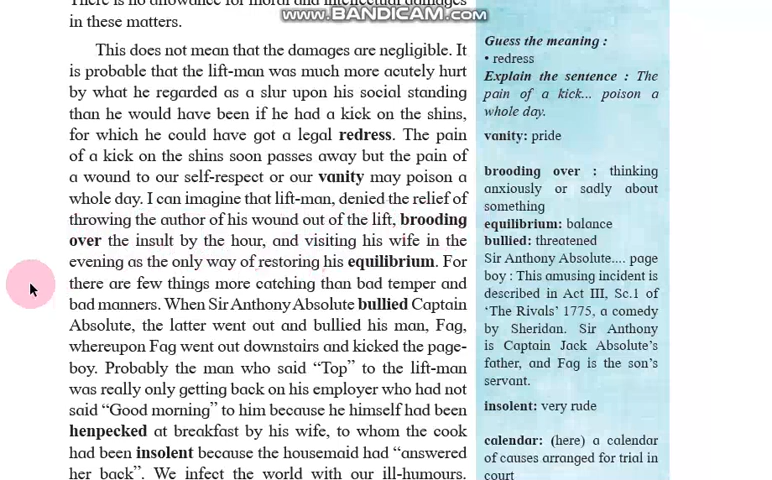 There is no allowance for moral and intellectual damages
WWW.BANDICAM.COM
in these matters.
This does not mean that the damages are negligible. It
is probable that the lift-man was much more acutely hurt
by what he regarded as a slur upon his social standing
than he would have been if he had a kick on the shins,
for which he could have got a legal redress. The pain
of a kick on the shins soon passes away but the pain of
a wound to our self-respect or our vanity may poison a
whole day. I can imagine that lift-man, denied the relief of
throwing the author of his wound out of the lift, brooding
over the insult by the hour, and visiting his wife in the
evening as the only way of restoring his equilibrium. For
there are few things more catching than bad temper and
bad manners. When Sir Anthony Absolute bullied Captain
Absolute, the latter went out and bullied his man, Fag,
whereupon Fag went out downstairs and kicked the page-
boy. Probably the man who said “Top” to the lift-man
was really only getting back on his employer who had not
said “Good morning” to him because he himself had been
henpecked at breakfast by his wife, to whom the cook
had been insolent because the housemaid had “answered
her back”. We infect the world with our ill-humours.
Guess the meaning :
• redress
Explain the sentence : The
pain of a kick... poison a
whole day.
vanity: pride
brooding over : thinking
anxiously or sadly about
something
equilibrium: balance
bullied: threatened
Sir Anthony Absolute.... page
boy : This amusing incident is
described in Act III, Sc.1 of
‘The Rivals’ 1775, a comedy
by Sheridan. Sir Anthony
is Captain Jack Absolute’s
father, and Fag is the son’s
servant.
insolent: very rude
calendar: (here) a calendar
of causes arranged for trial in
court